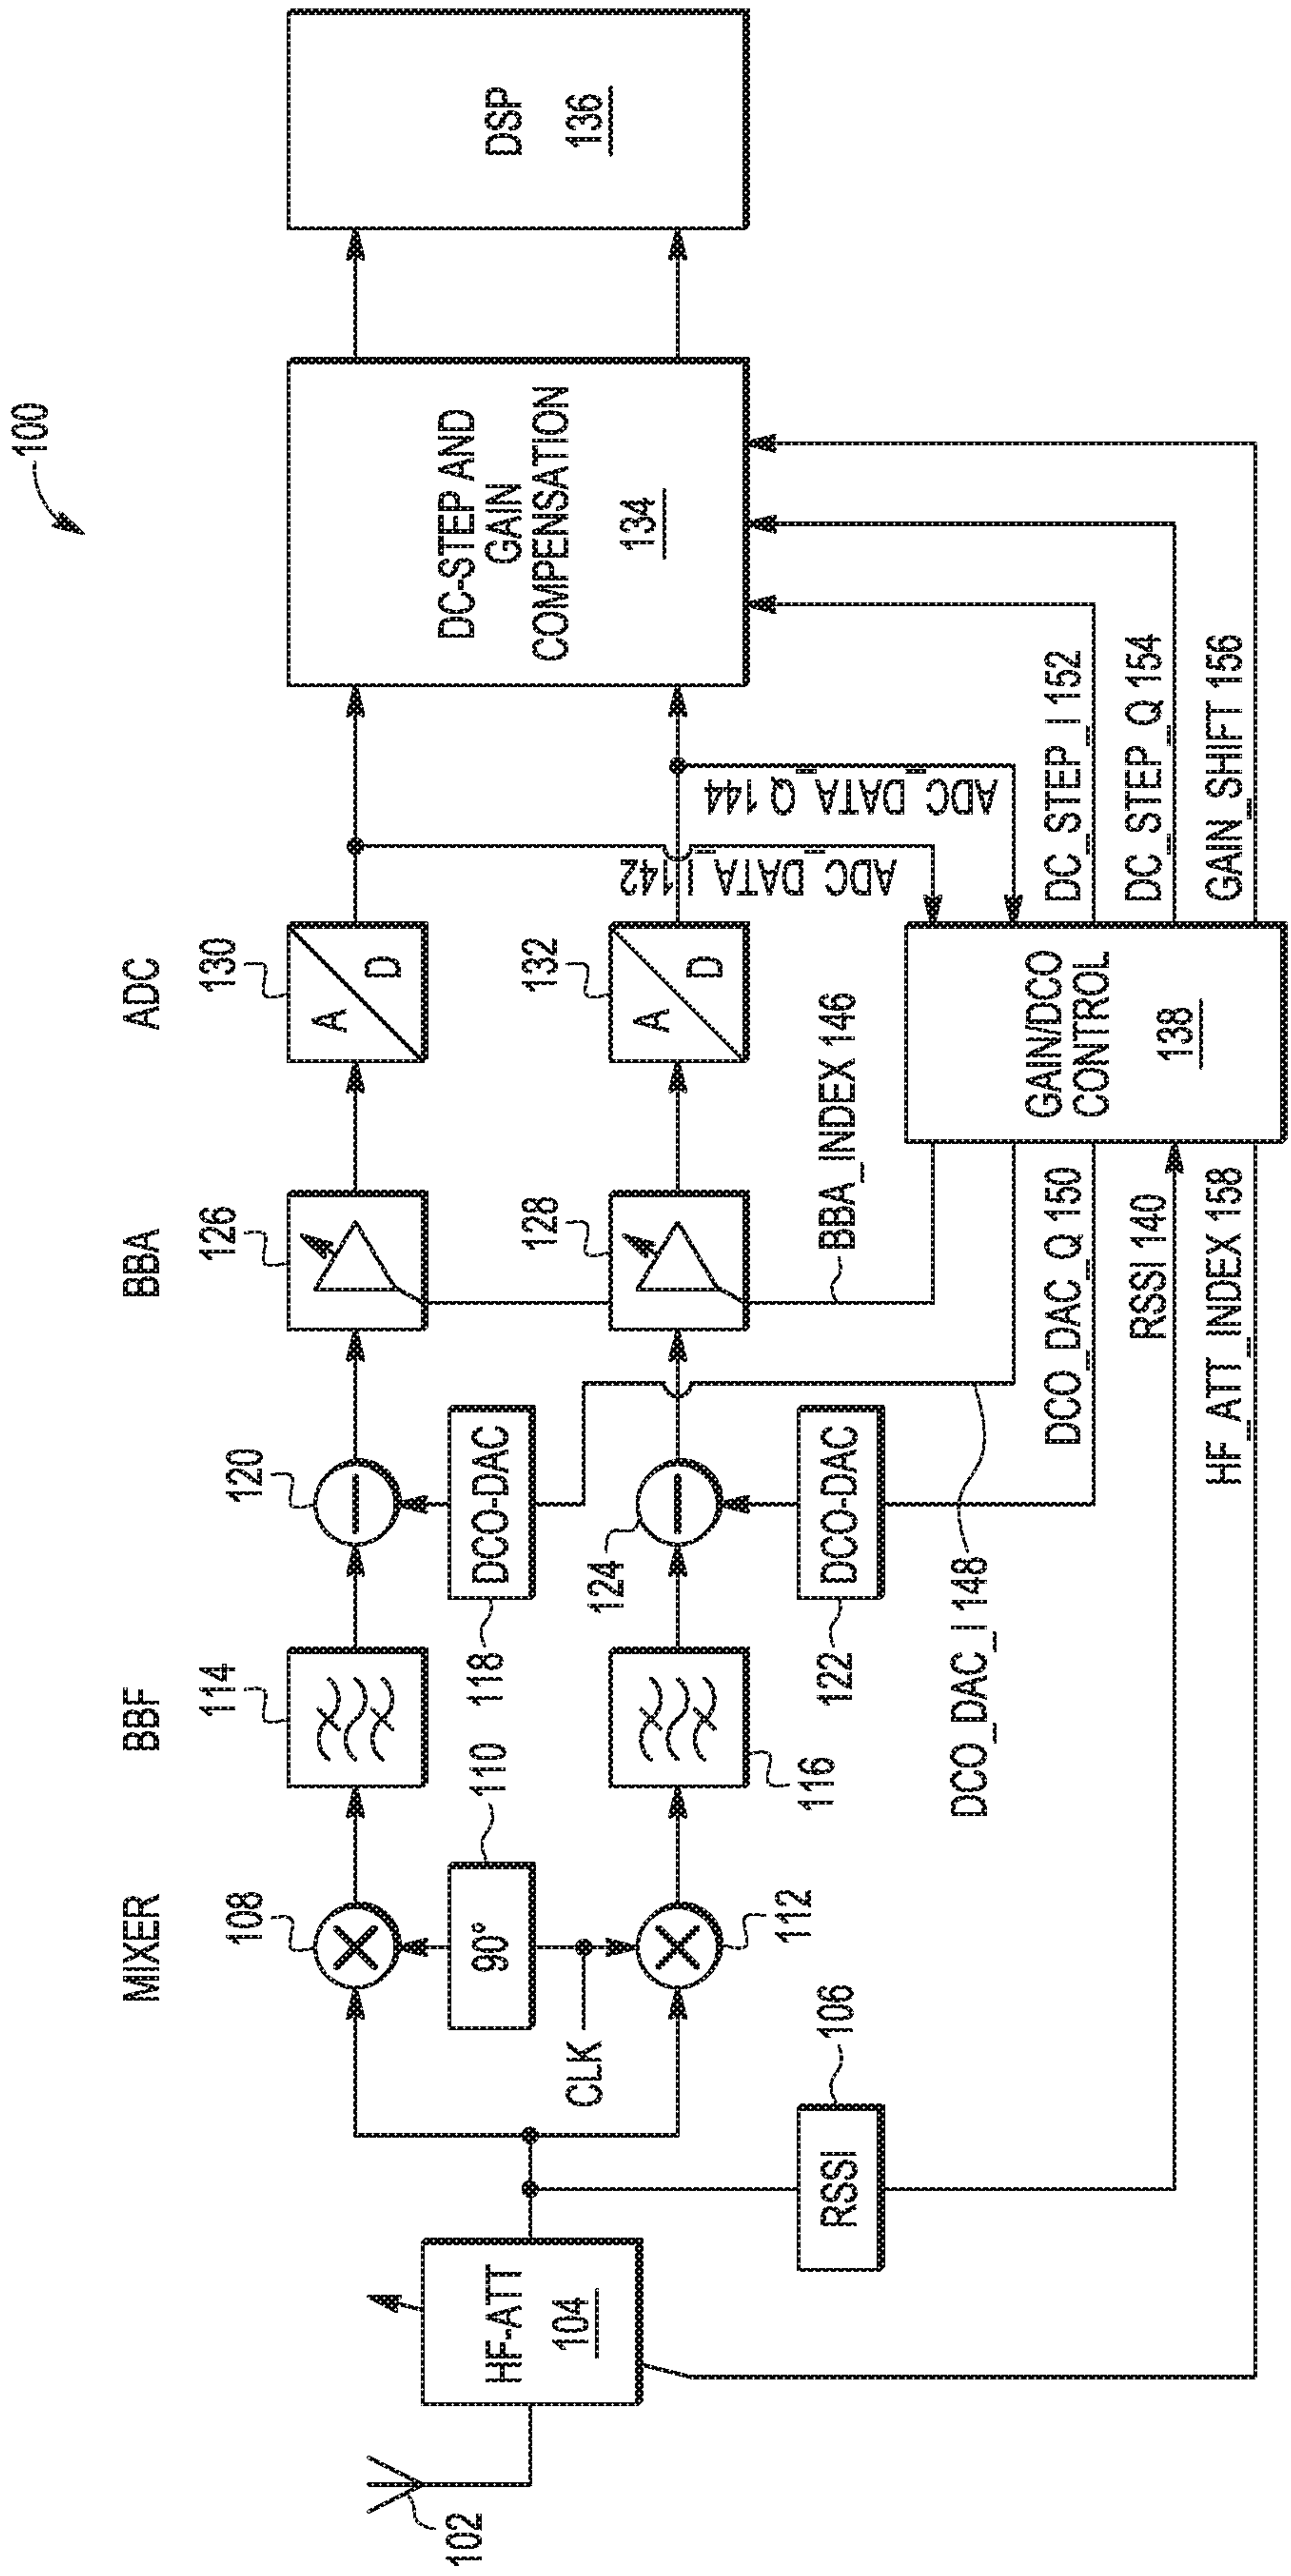 100
MIXER
BBF
BBA
ADC
108
114
120
126
130
A
D
110
90°
118
DCO-DAC
DC-STEP AND
GAIN
COMPENSATION
134
DSP
136
102
HF-ATT
104
CLK
112
116
124
128
132
A
D
ADC_DATA_I 142
ADC_DATA_Q 144
106
RSSI
122
DCO-DAC
BBA_INDEX 146
DCO_DAC_I 148
GAIN/DCO
CONTROL
138
DCO_DAC_Q 150
RSSI 140
HF_ATT_INDEX 158
DC_STEP_I 152
DC_STEP_Q 154
GAIN_SHIFT 156